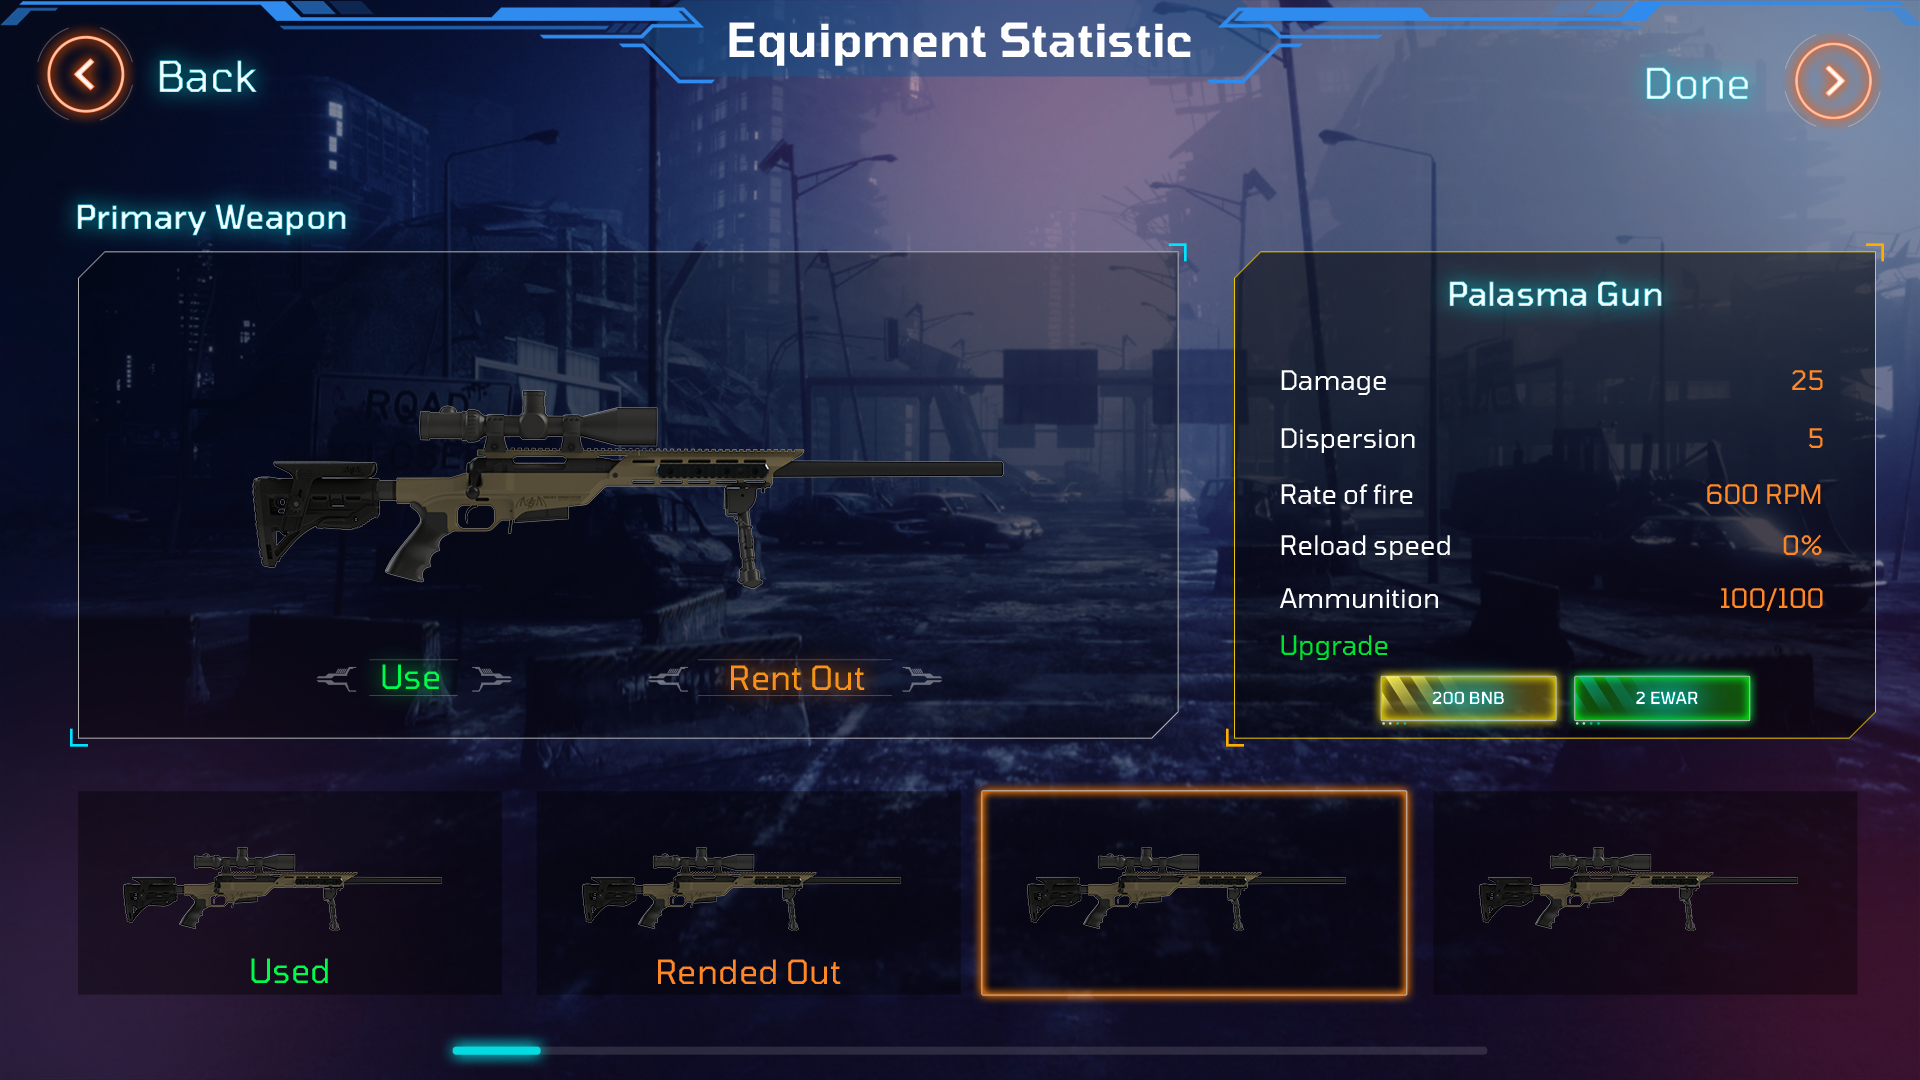 Equipment Statistic
Back
Done
Primary Weapon
ROAD
Use
Rent Out
Palasma Gun
Damage 25
Dispersion 5
Rate of fire 600 RPM
Reload speed 0%
Ammunition 100/100
Upgrade
200 BNB
2 EWAR
Used
Rended Out